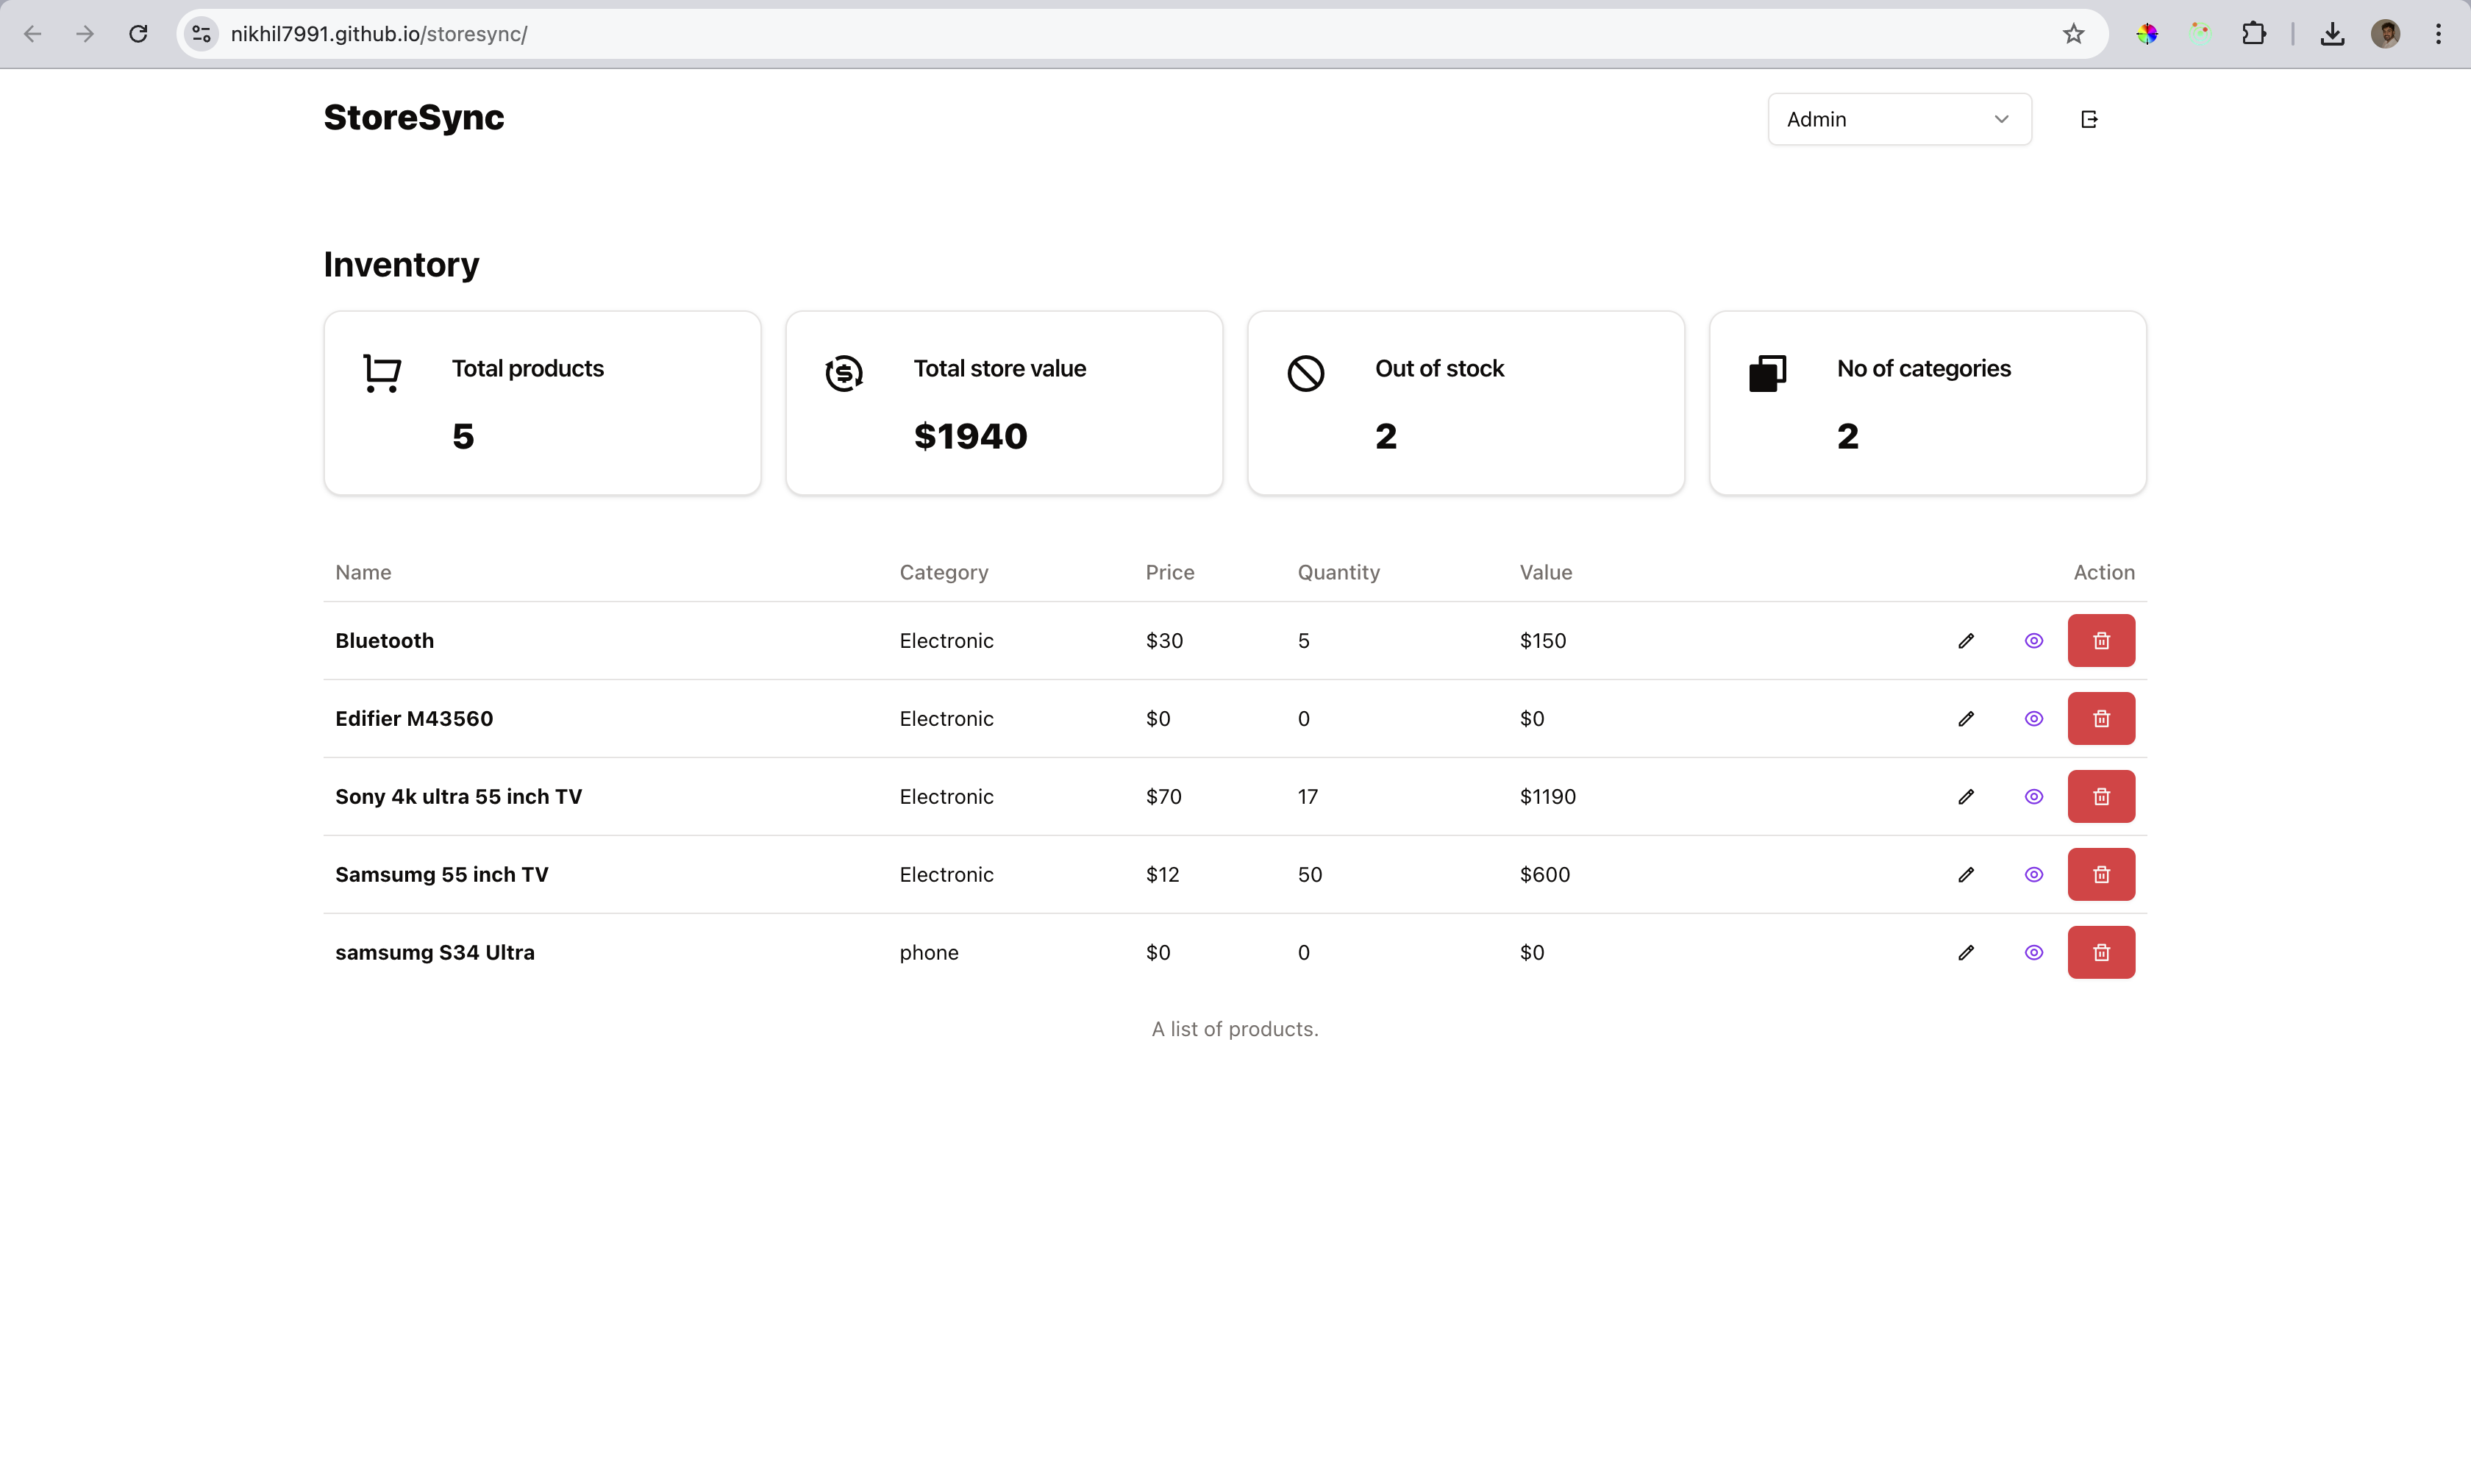 nikhil7991.github.io/storesync/
StoreSync
Admin
Inventory
Total products
5
Total store value
$1940
Out of stock
2
No of categories
2
Name Category Price Quantity Value Action
Bluetooth Electronic $30 5 $150
Edifier M43560 Electronic $0 0 $0
Sony 4k ultra 55 inch TV Electronic $70 17 $1190
Samsumg 55 inch TV Electronic $12 50 $600
samsumg S34 Ultra phone $0 0 $0
A list of products.